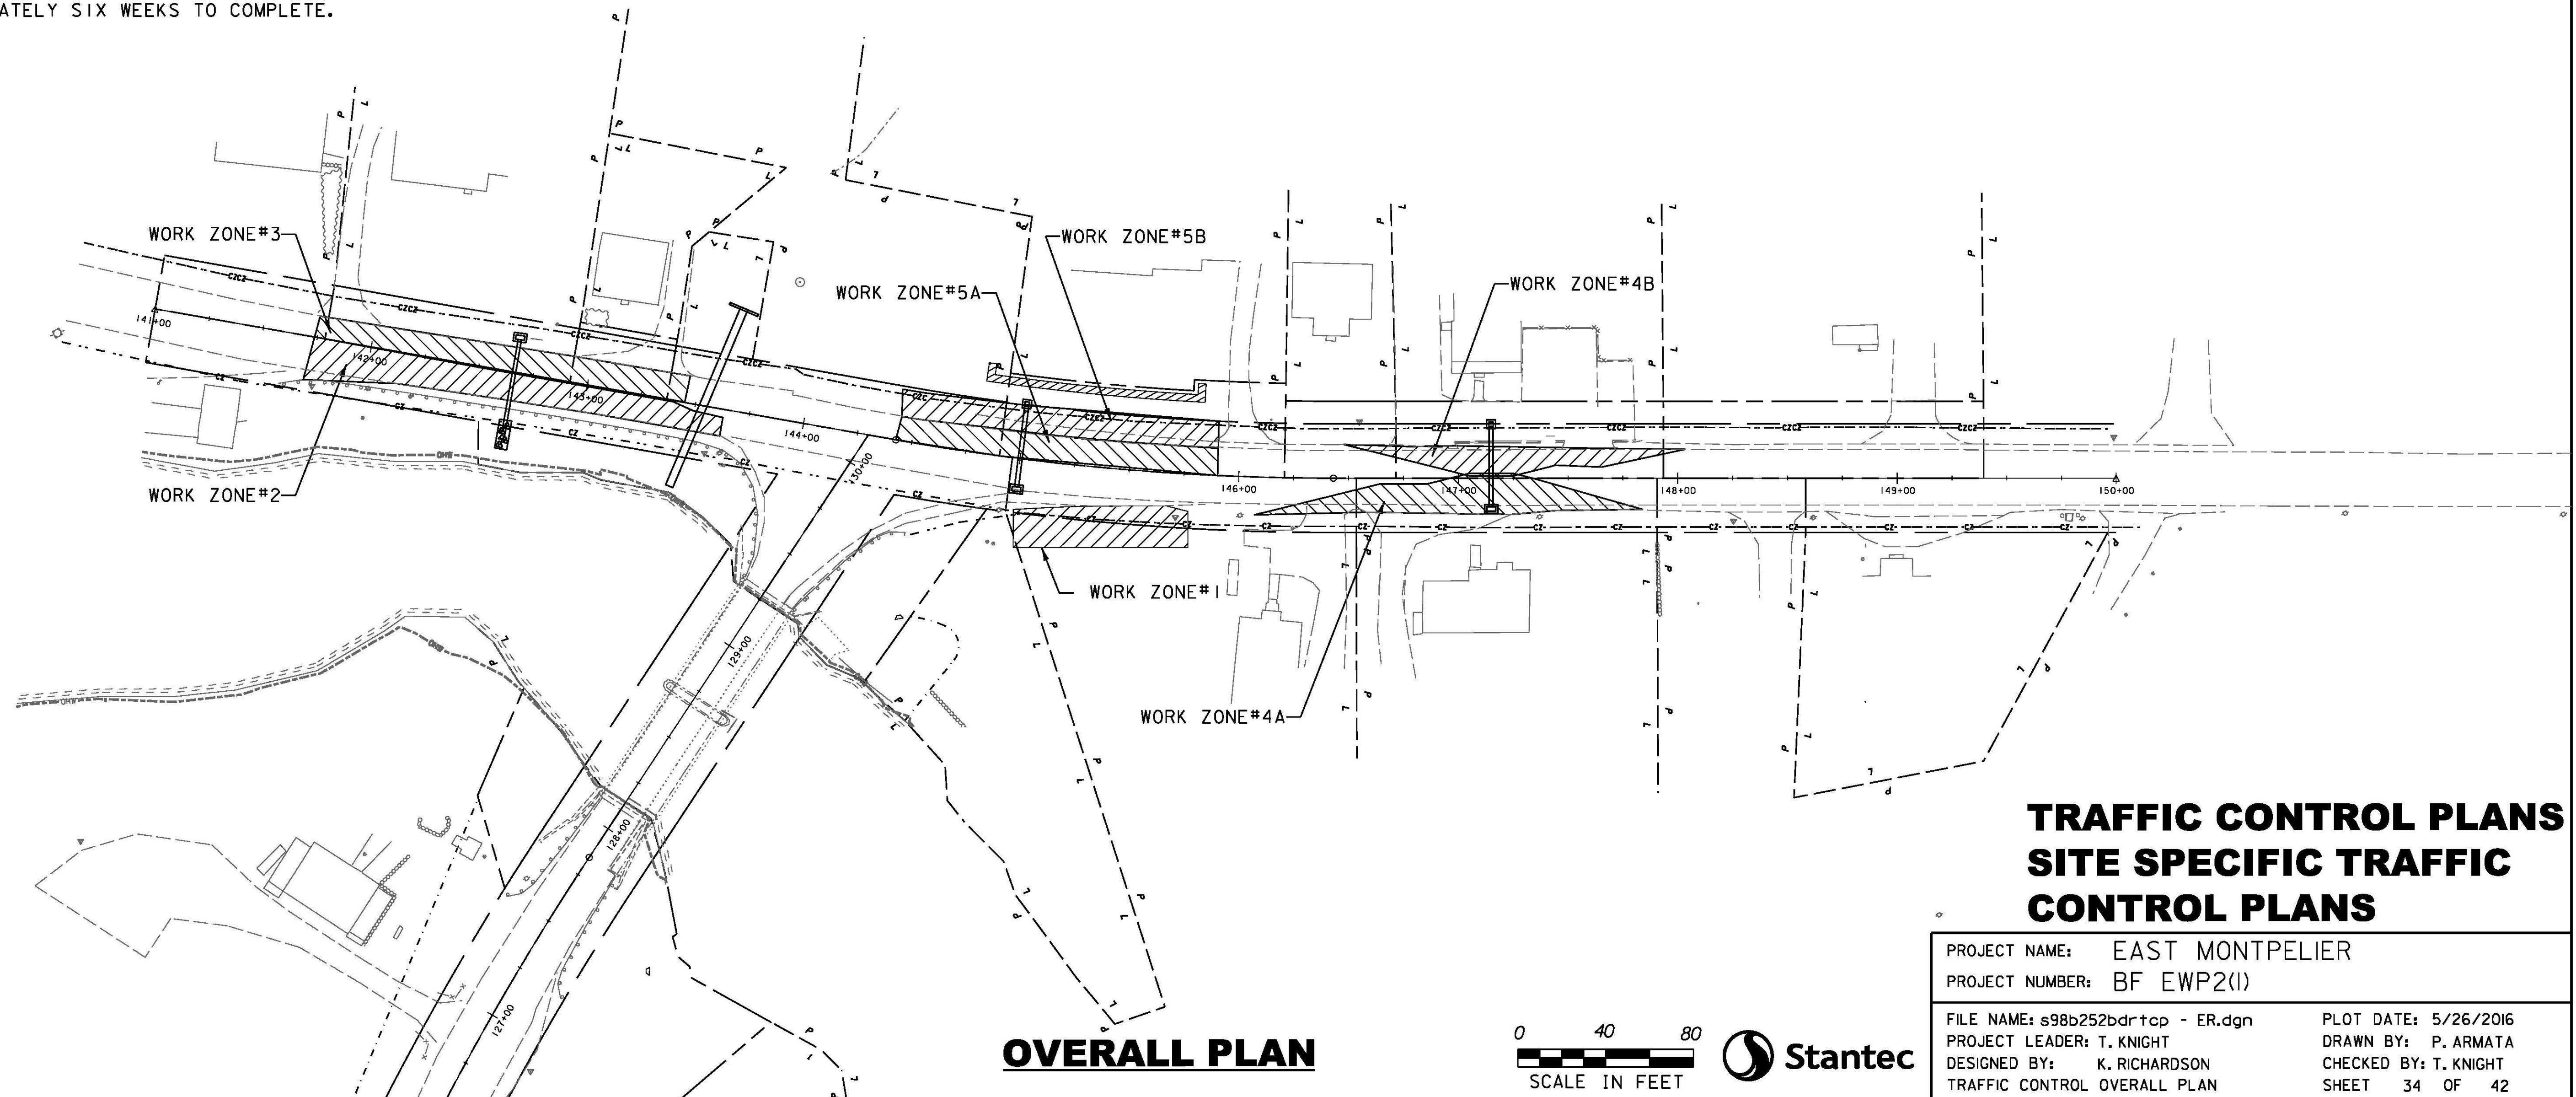 ATELY SIX WEEKS TO COMPLETE.
WORK ZONE#3
WORK ZONE#5B
WORK ZONE#5A
WORK ZONE#4B
141+00
142+00
143+00
144+00
130+00
146+00
147+00
148+00
149+00
150+00
WORK ZONE#2
WORK ZONE#1
129+00
WORK ZONE#4A
128+00
127+00
TRAFFIC CONTROL PLANS
SITE SPECIFIC TRAFFIC
CONTROL PLANS
PROJECT NAME: EAST MONTPELIER
PROJECT NUMBER: BF EWP2(1)
FILE NAME: s98b252bdrtcp - ER.dgn PLOT DATE: 5/26/2016
PROJECT LEADER: T. KNIGHT DRAWN BY: P. ARMATA
DESIGNED BY: K. RICHARDSON CHECKED BY: T. KNIGHT
TRAFFIC CONTROL OVERALL PLAN SHEET 34 OF 42
OVERALL PLAN
0 40 80
SCALE IN FEET
Stantec